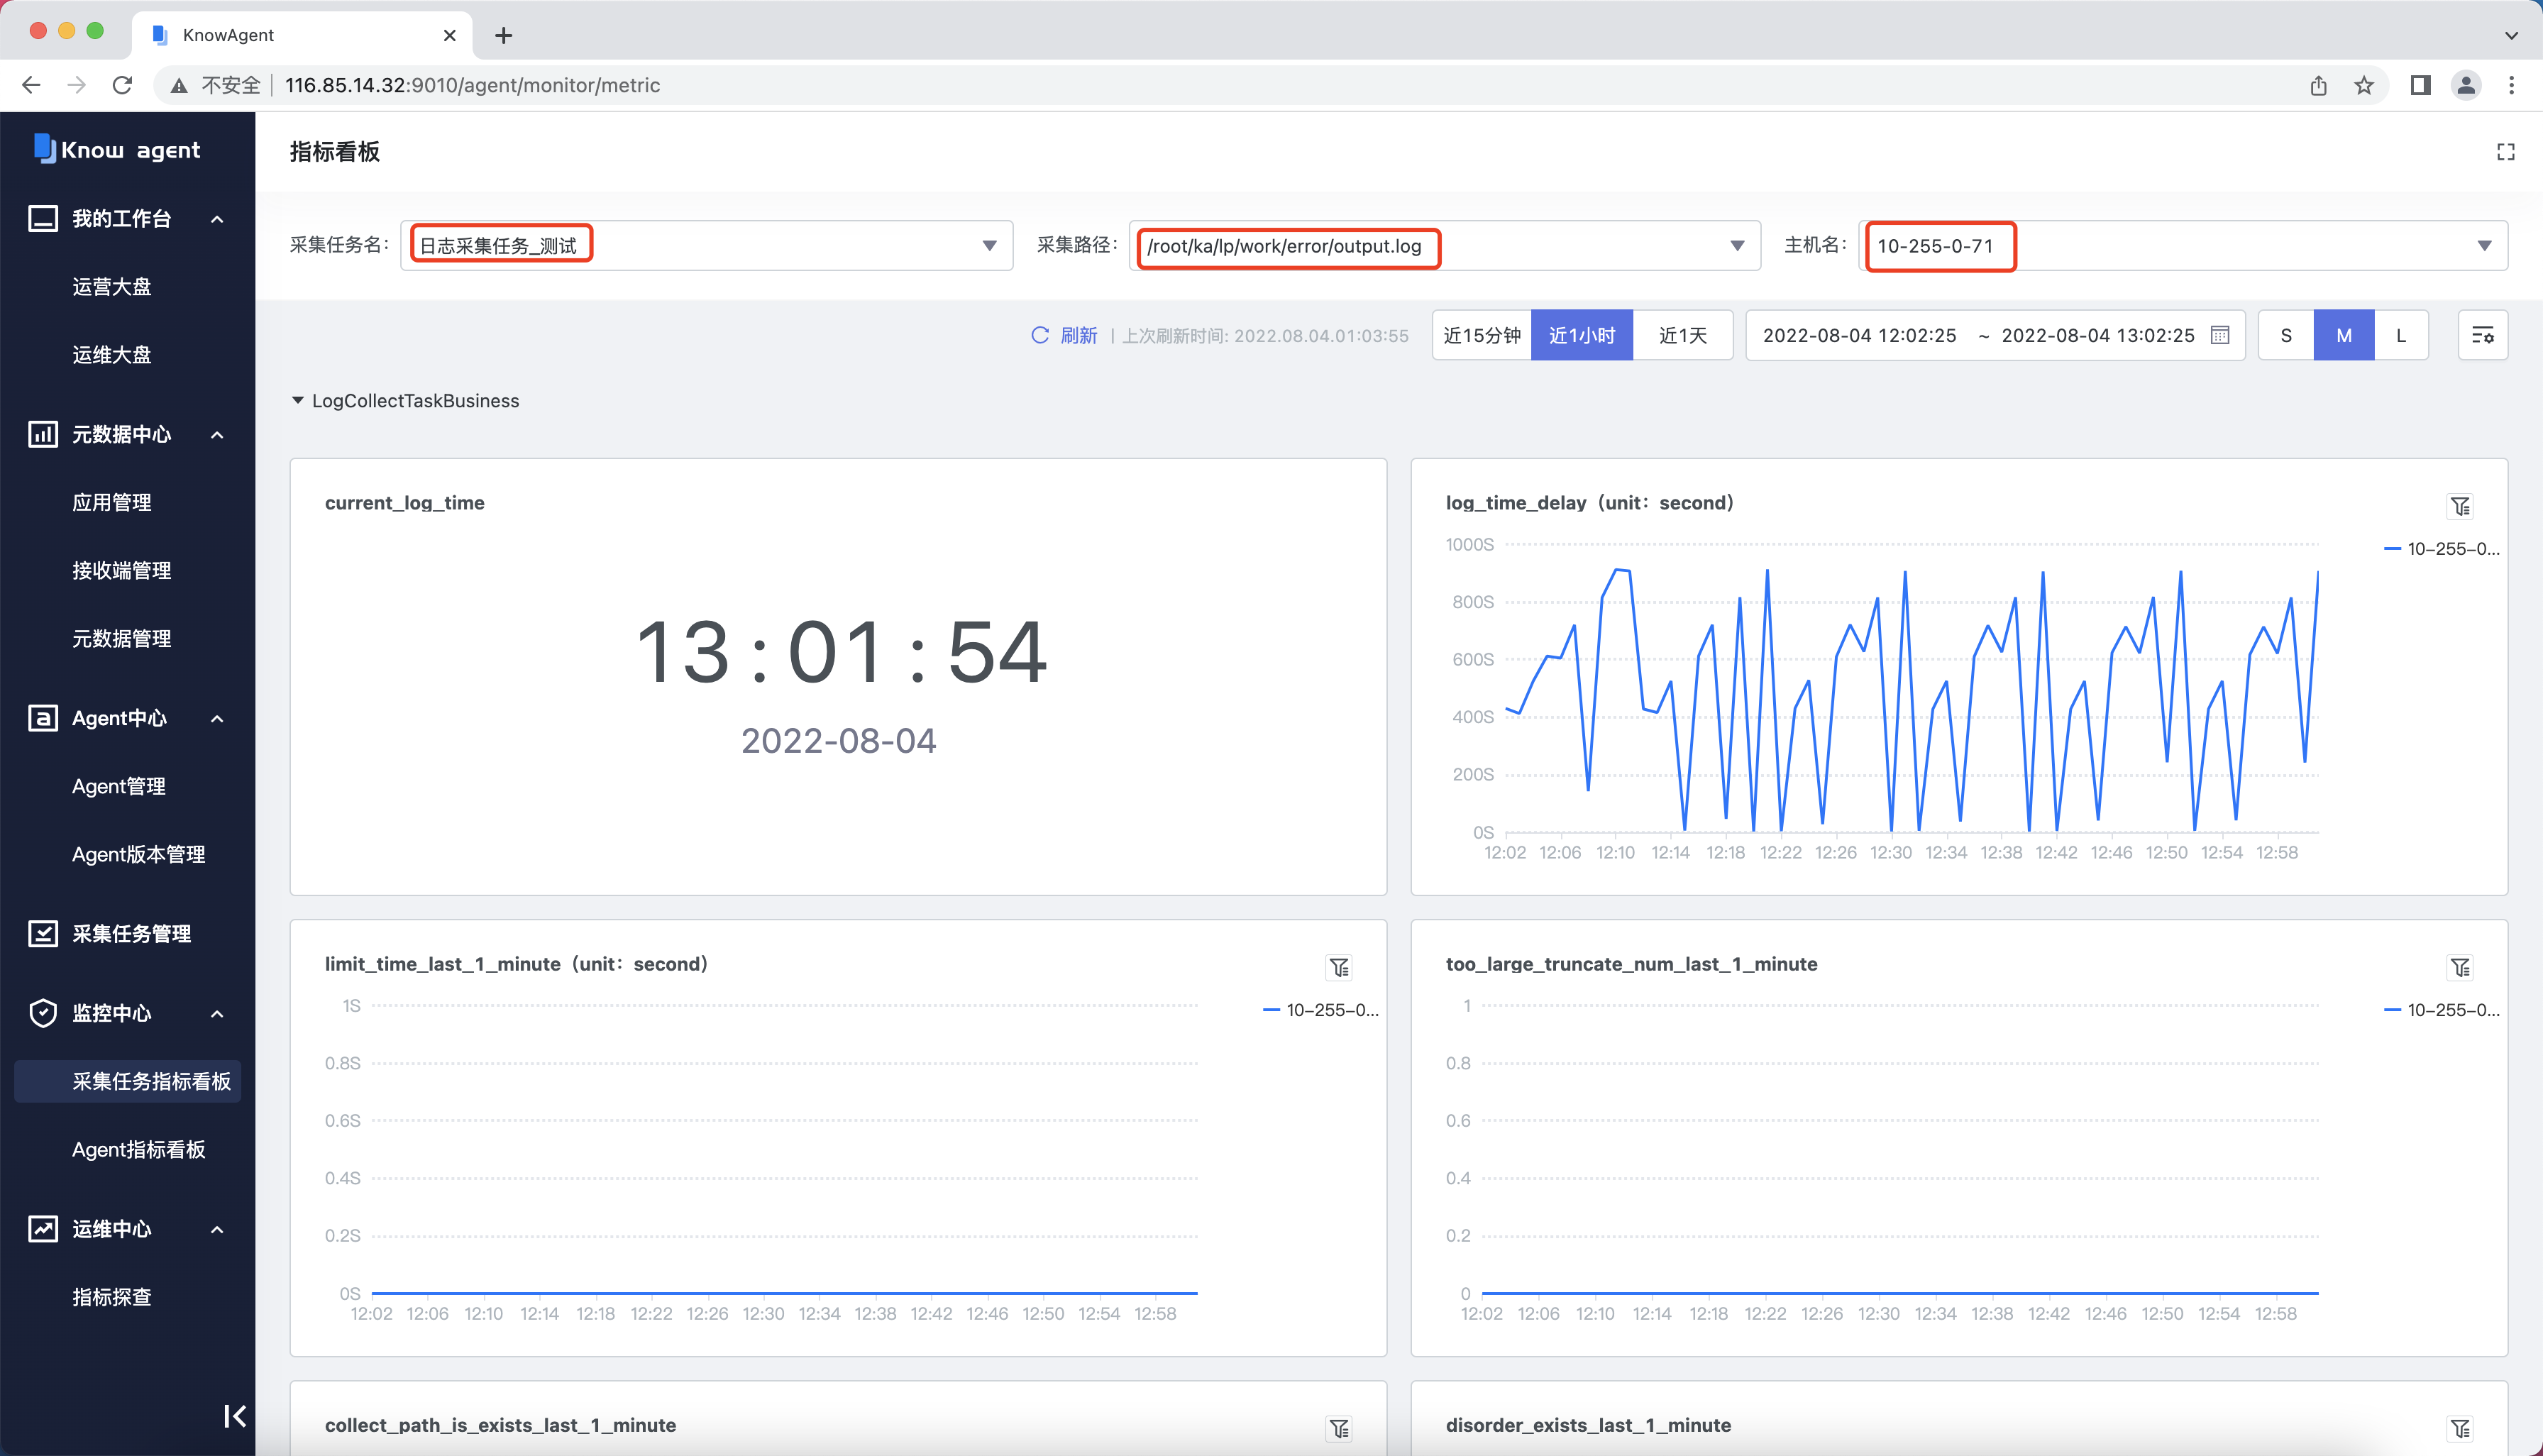 KnowAgent
不安全 116.85.14.32:9010/agent/monitor/metric
Know agent
我的工作台
运营大盘
运维大盘
元数据中心
应用管理
接收端管理
元数据管理
Agent中心
Agent管理
Agent版本管理
采集任务管理
监控中心
采集任务指标看板
Agent指标看板
运维中心
指标探查
指标看板
采集任务名: 日志采集任务_测试 采集路径: /root/ka/lp/work/error/output.log 主机名: 10-255-0-71
刷新 | 上次刷新时间: 2022.08.04.01:03:55 近15分钟 近1小时 近1天 2022-08-04 12:02:25 ~ 2022-08-04 13:02:25 S M L
LogCollectTaskBusiness
current_log_time
13:01:54
2022-08-04
log_time_delay（unit：second）
10-255-0...
1000S
800S
600S
400S
200S
0S
12:02 12:06 12:10 12:14 12:18 12:22 12:26 12:30 12:34 12:38 12:42 12:46 12:50 12:54 12:58
limit_time_last_1_minute（unit：second）
10-255-0...
1S
0.8S
0.6S
0.4S
0.2S
0S
12:02 12:06 12:10 12:14 12:18 12:22 12:26 12:30 12:34 12:38 12:42 12:46 12:50 12:54 12:58
too_large_truncate_num_last_1_minute
10-255-0...
1
0.8
0.6
0.4
0.2
0
12:02 12:06 12:10 12:14 12:18 12:22 12:26 12:30 12:34 12:38 12:42 12:46 12:50 12:54 12:58
collect_path_is_exists_last_1_minute
disorder_exists_last_1_minute